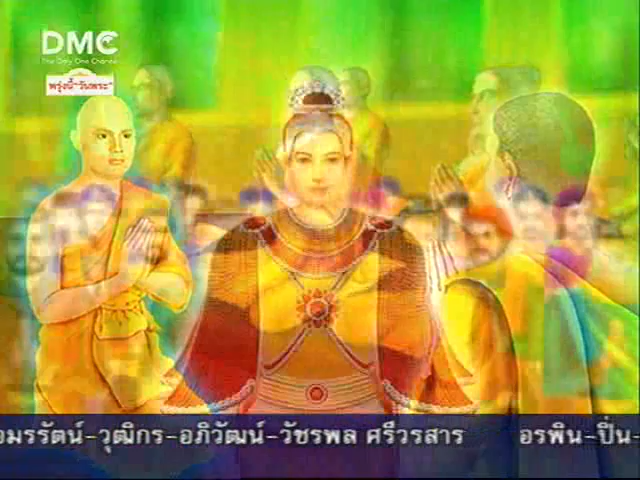 DMC
The Only One Channel
พรุ่งนี้"วันพระ"
อมรรัตน์-วุฒิกร-อภิวัฒน์-วัชรพล ศรีวรสาร อรพิน-ปิ่น-